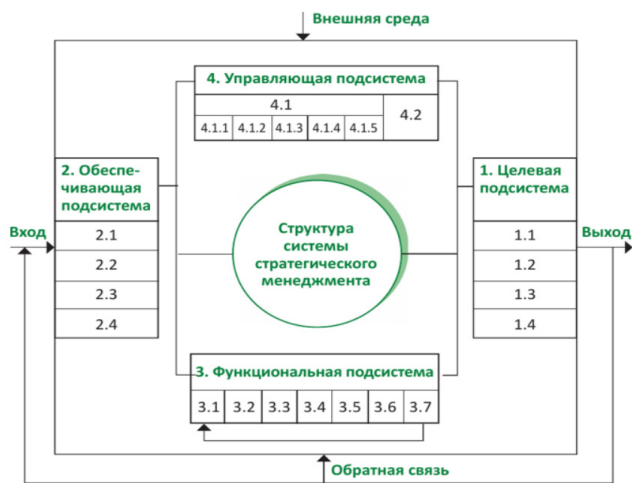 Внешняя среда
4. Управляющая подсистема
4.1
4.2
4.1.1 4.1.2 4.1.3 4.1.4 4.1.5
2. Обеспе-
чивающая
подсистема
1. Целевая
подсистема
Вход
2.1
2.2
2.3
2.4
Структура
системы
стратегического
менеджмента
1.1
1.2
1.3
1.4
Выход
3. Функциональная подсистема
3.1 3.2 3.3 3.4 3.5 3.6 3.7
Обратная связь